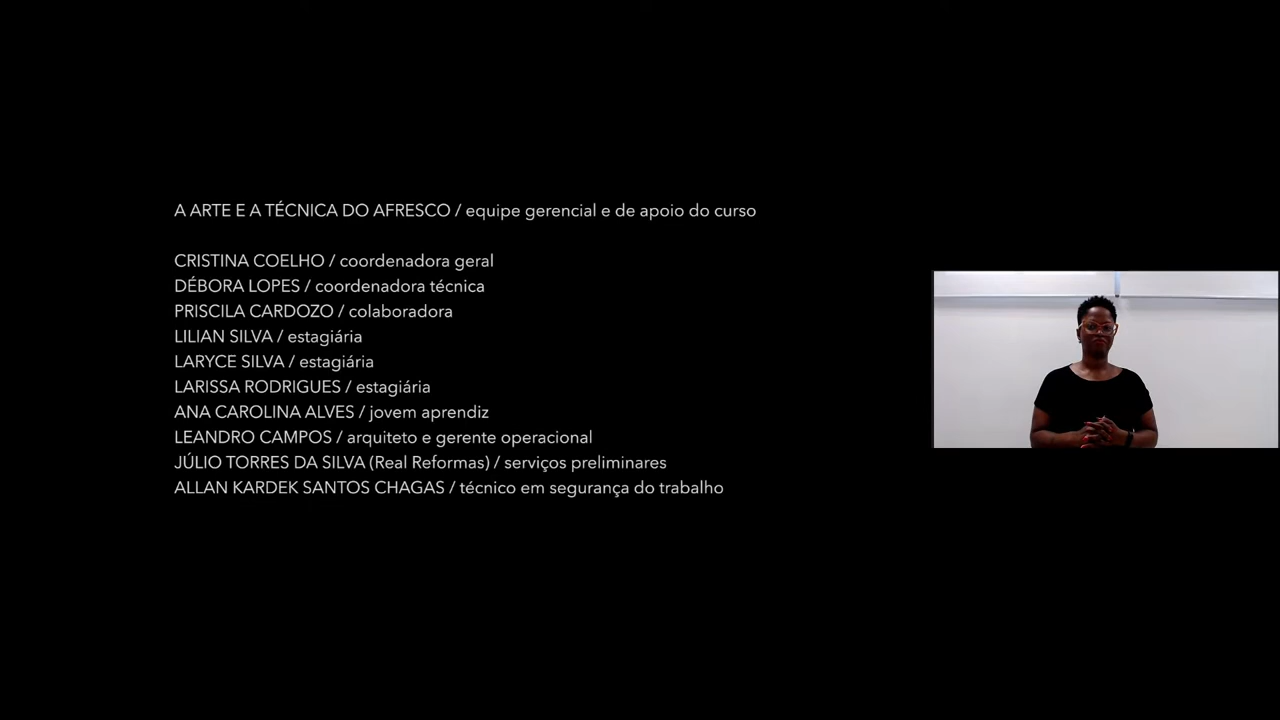 A ARTE E A TÉCNICA DO AFRESCO / equipe gerencial e de apoio do curso
CRISTINA COELHO / coordenadora geral
DÉBORA LOPES / coordenadora técnica
PRISCILA CARDOZO / colaboradora
LILIAN SILVA / estagiária
LARYCE SILVA / estagiária
LARISSA RODRIGUES / estagiária
ANA CAROLINA ALVES / jovem aprendiz
LEANDRO CAMPOS / arquiteto e gerente operacional
JÚLIO TORRES DA SILVA (Real Reformas) / serviços preliminares
ALLAN KARDEK SANTOS CHAGAS / técnico em segurança do trabalho